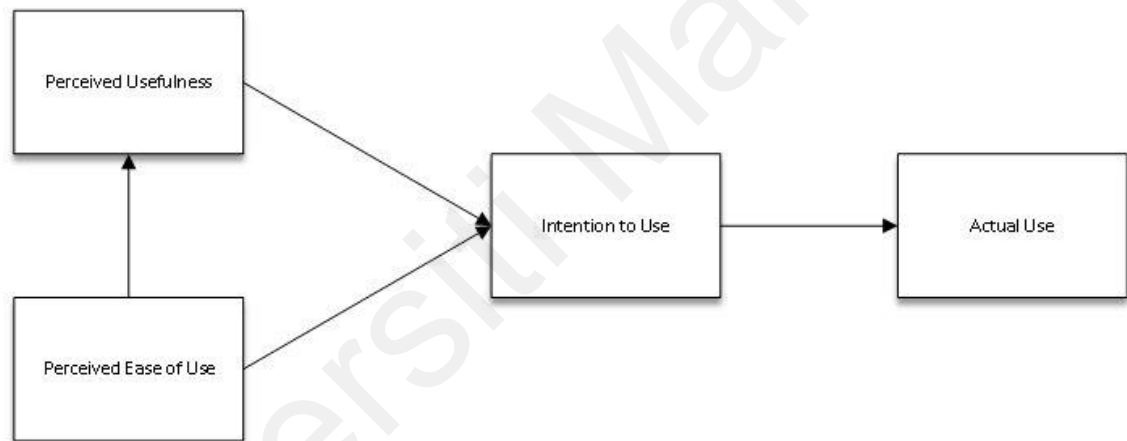 Perceived Usefulness
Intention to Use
Actual Use
Perceived Ease of Use